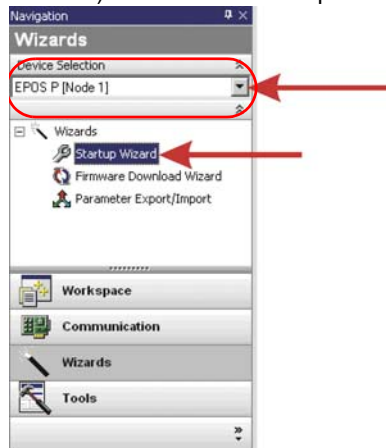 Navigation
Wizards
Device Selection
EPOS P [Node 1]
Wizards
Startup Wizard
Firmware Download Wizard
Parameter Export/Import
Workspace
Communication
Wizards
Tools